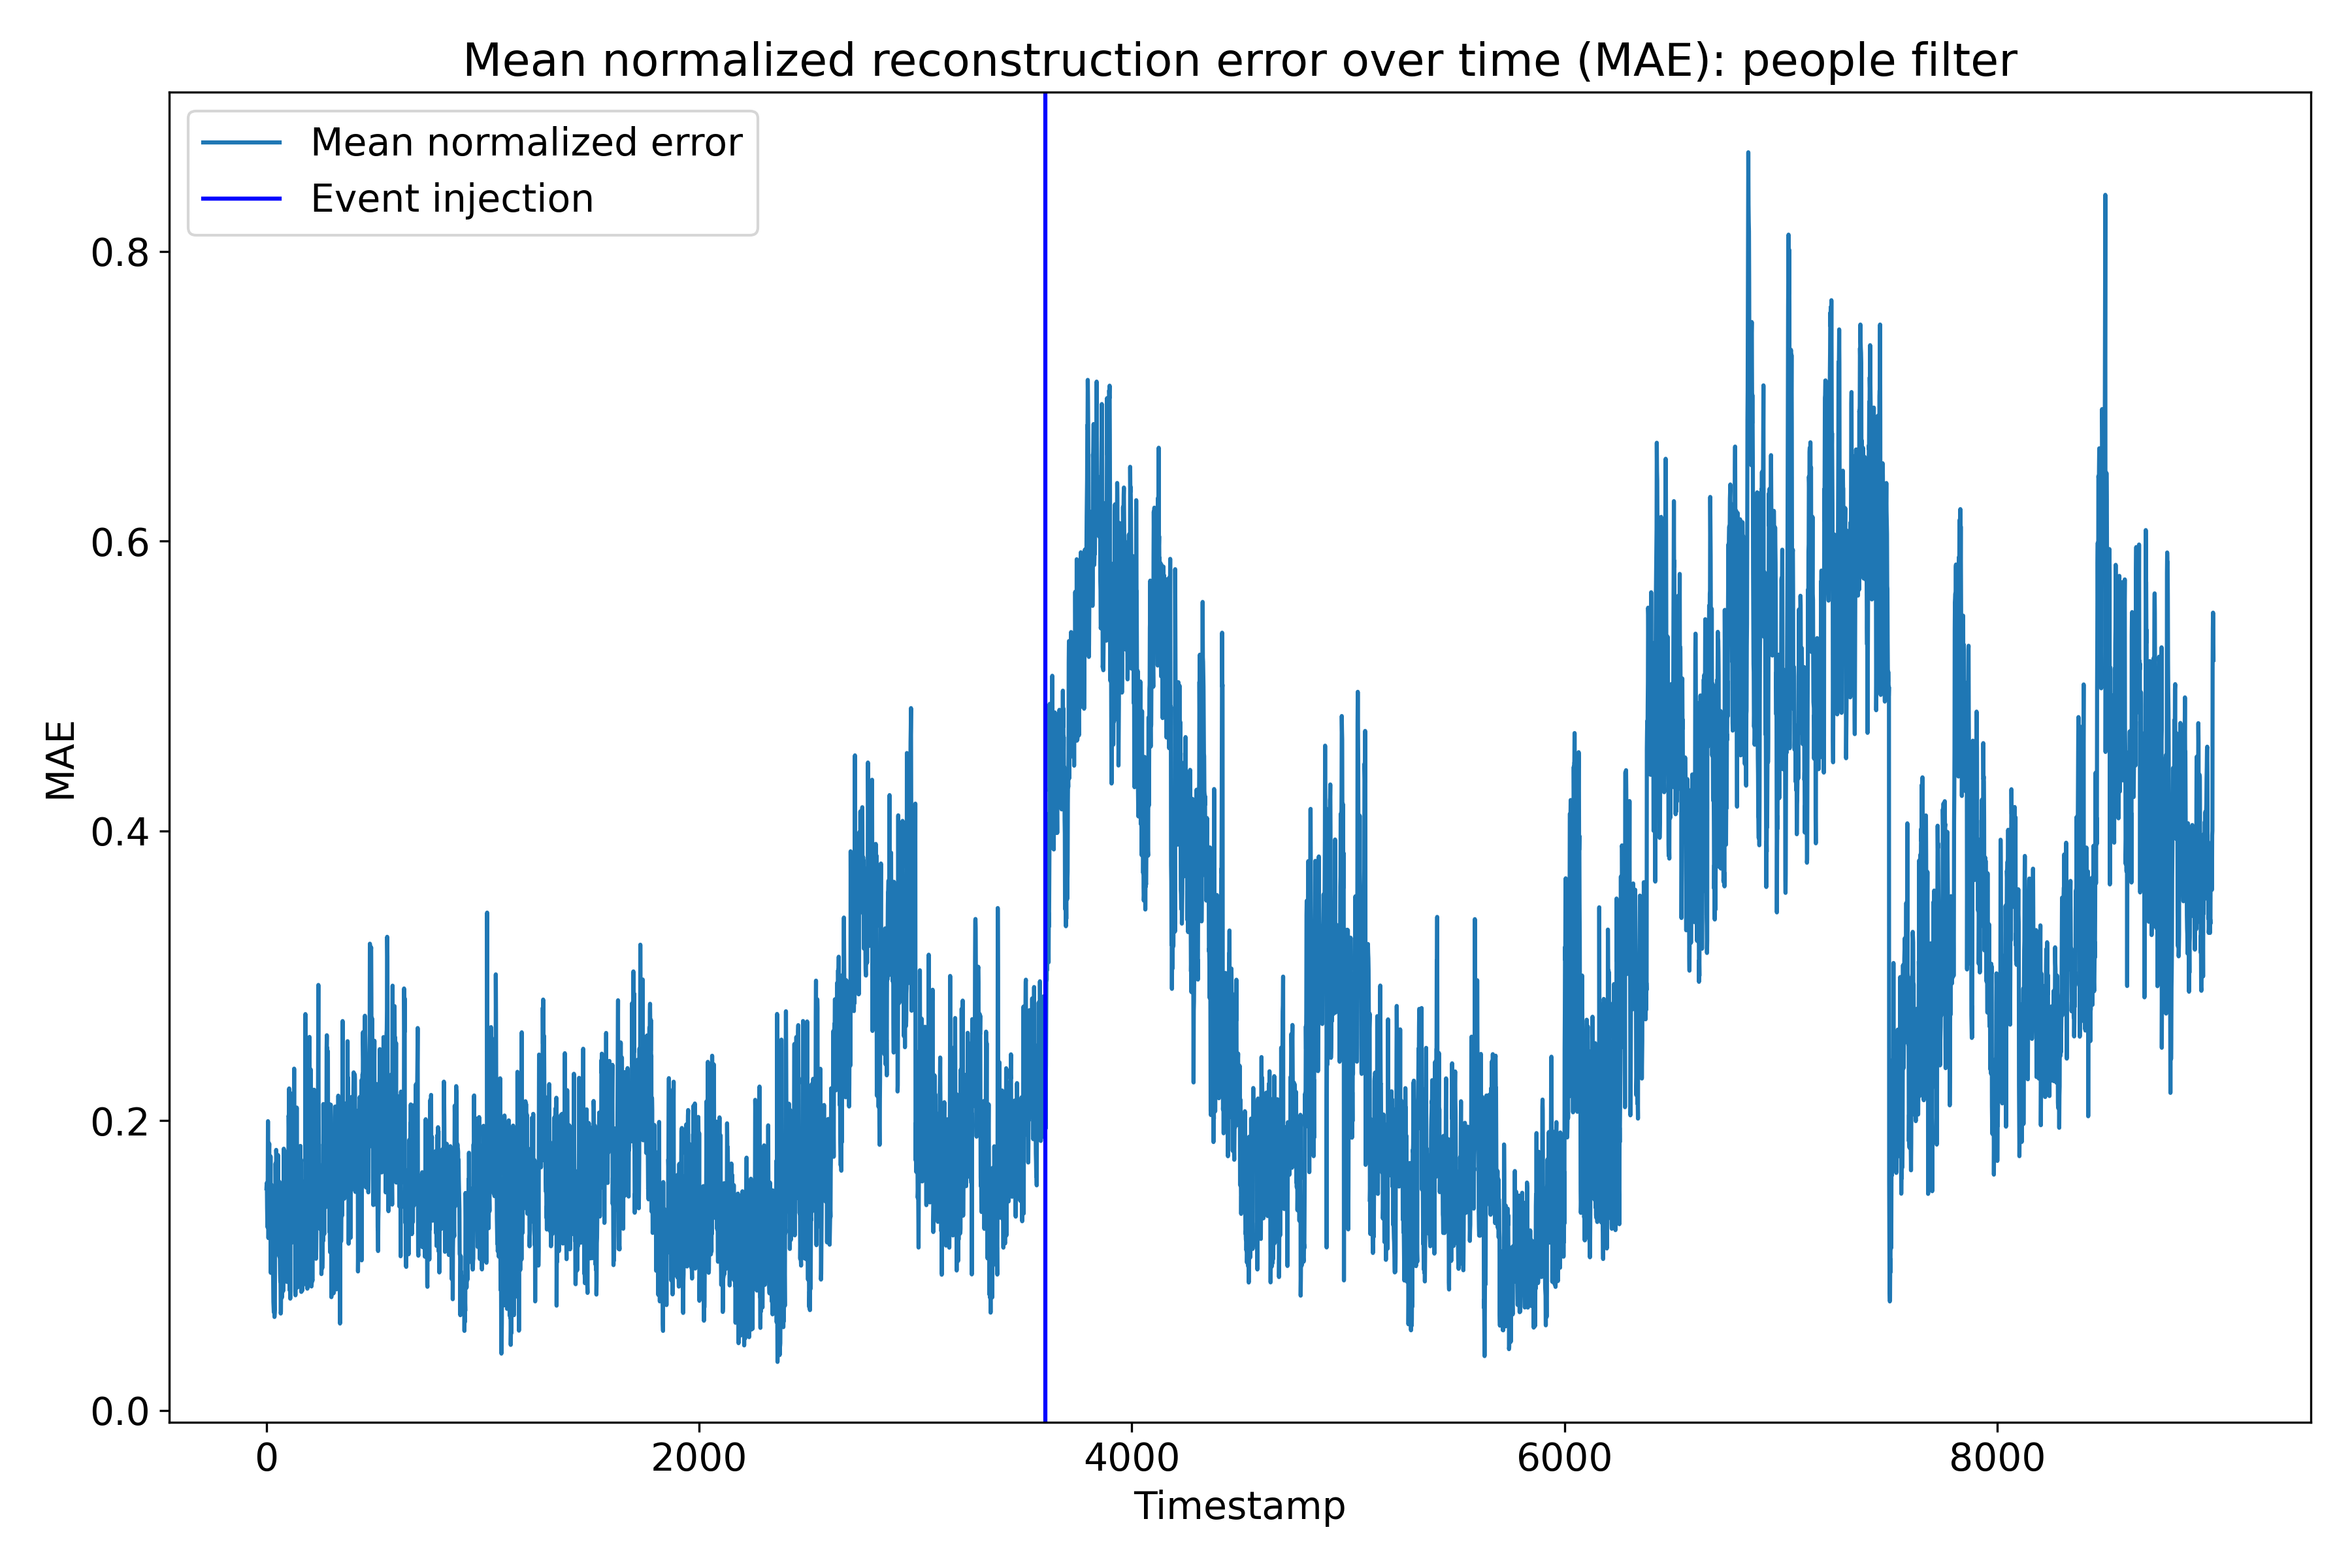 Mean normalized reconstruction error over time (MAE): people filter
Mean normalized error
Event injection
0.8
0.6
0.4
0.2
0.0
MAE
0 2000 4000 6000 8000
Timestamp